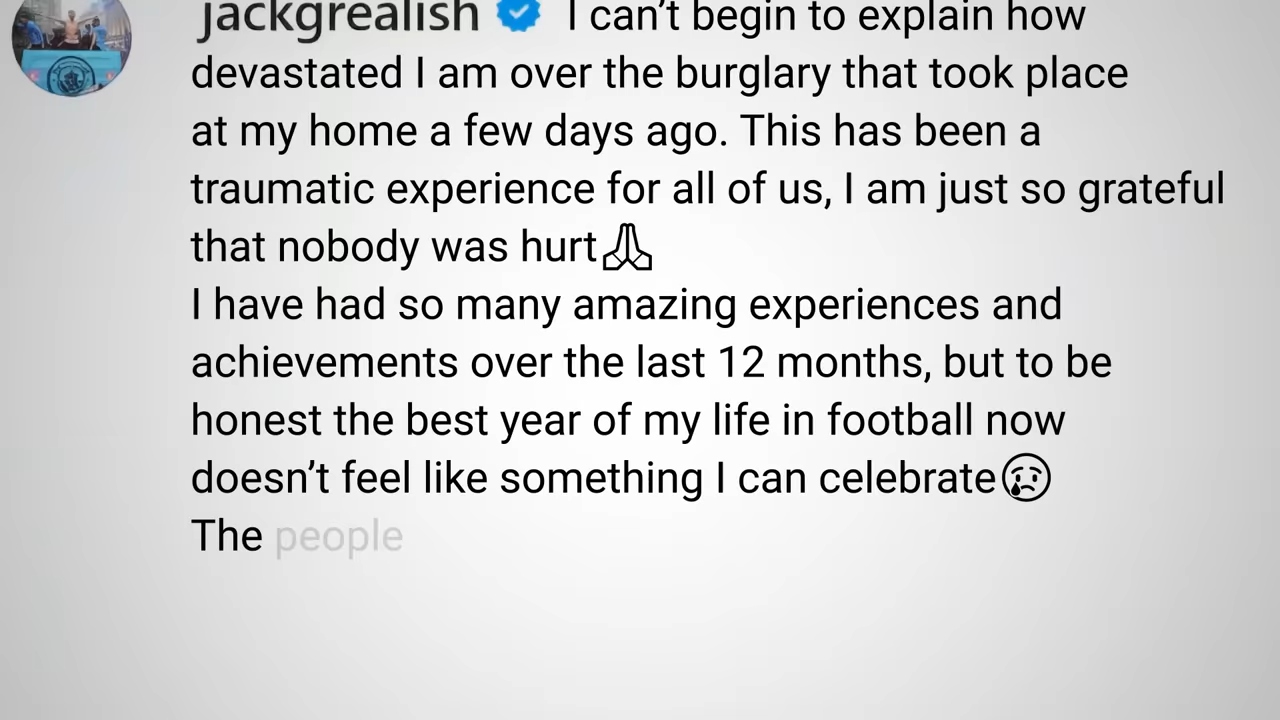 jackgrealish I can’t begin to explain how
devastated I am over the burglary that took place
at my home a few days ago. This has been a
traumatic experience for all of us, I am just so grateful
that nobody was hurt🙏
I have had so many amazing experiences and
achievements over the last 12 months, but to be
honest the best year of my life in football now
doesn’t feel like something I can celebrate😢
The people